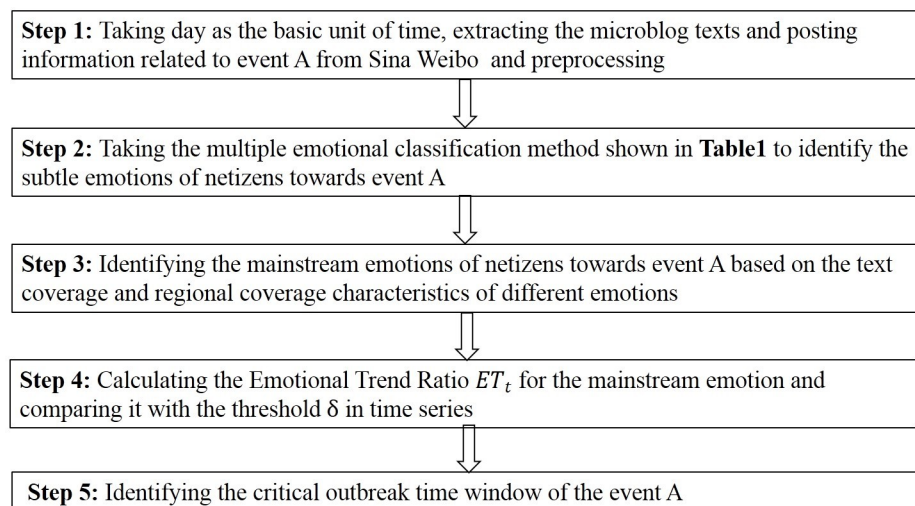 Step 1: Taking day as the basic unit of time, extracting the microblog texts and posting
information related to event A from Sina Weibo and preprocessing
Step 2: Taking the multiple emotional classification method shown in Table1 to identify the
subtle emotions of netizens towards event A
Step 3: Identifying the mainstream emotions of netizens towards event A based on the text
coverage and regional coverage characteristics of different emotions
Step 4: Calculating the Emotional Trend Ratio ET_t for the mainstream emotion and
comparing it with the threshold δ in time series
Step 5: Identifying the critical outbreak time window of the event A